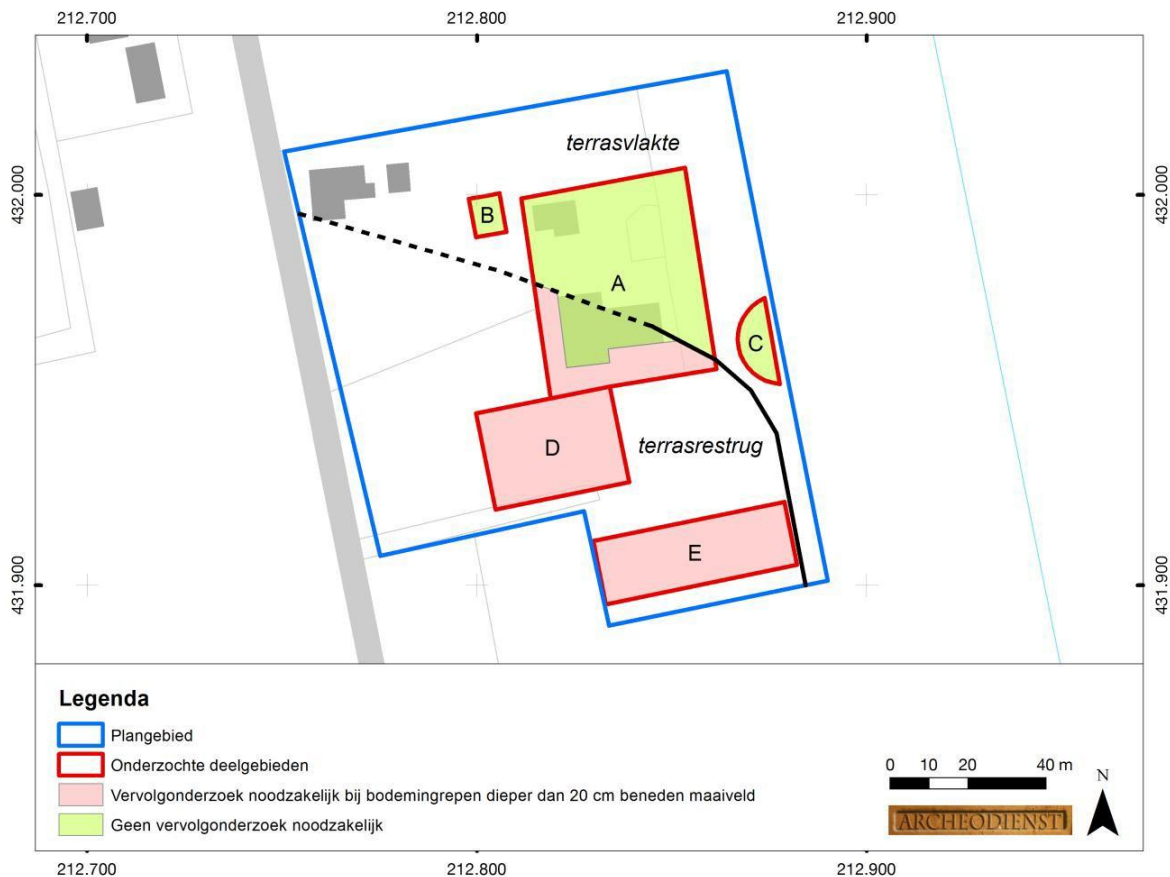 212.700 212.800 212.900
432.000 432.000
terrasvlakte
B
A
C
D
terrasrestrug
E
431.900 431.900
Legenda
Plangebied
Onderzochte deelgebieden
Vervolgonderzoek noodzakelijk bij bodemingrepen dieper dan 20 cm beneden maaiveld
Geen vervolgonderzoek noodzakelijk
0 10 20 40 m
N
ARCHEODIENST
212.700 212.800 212.900